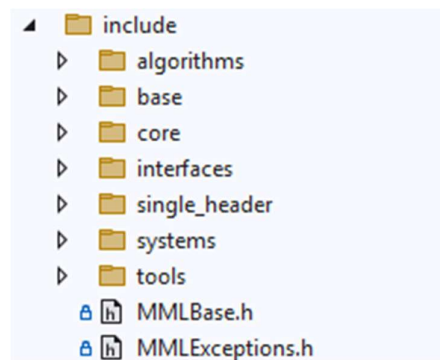 include
algorithms
base
core
interfaces
single_header
systems
tools
MMLBase.h
MMLExceptions.h